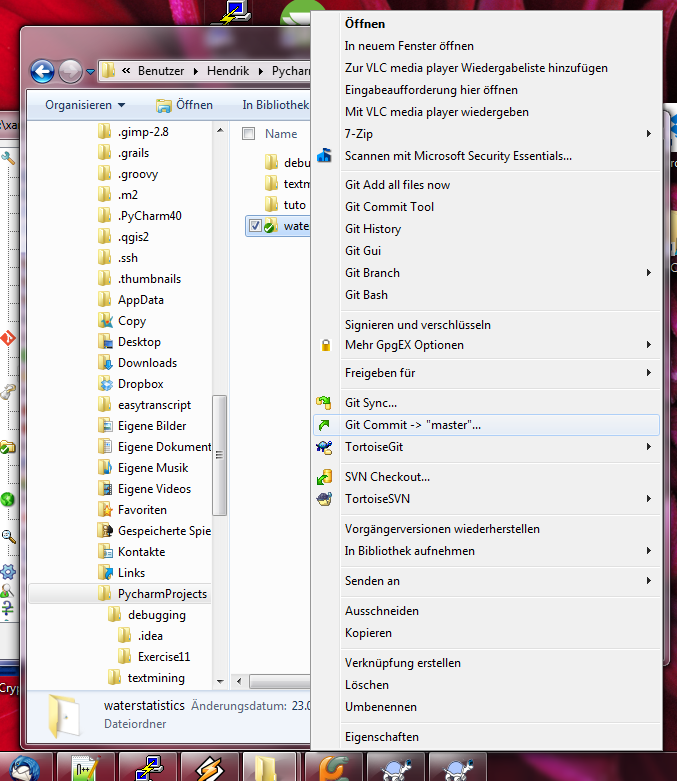 « Benutzer ▸ Hendrik ▸ Pycharm
Organisieren
Öffnen
In Bibliothek
.gimp-2.8
.grails
.groovy
.m2
.PyCharm40
.qgis2
.ssh
.thumbnails
AppData
Copy
Desktop
Downloads
Dropbox
easytranscript
Eigene Bilder
Eigene Dokument
Eigene Musik
Eigene Videos
Favoriten
Gespeicherte Spie
Kontakte
Links
PycharmProjects
debugging
.idea
Exercise11
textmining
Name
debu
textm
tuto
wate
Öffnen
In neuem Fenster öffnen
Zur VLC media player Wiedergabeliste hinzufügen
Eingabeaufforderung hier öffnen
Mit VLC media player wiedergeben
7-Zip
Scannen mit Microsoft Security Essentials...
Git Add all files now
Git Commit Tool
Git History
Git Gui
Git Branch
Git Bash
Signieren und verschlüsseln
Mehr GpgEX Optionen
Freigeben für
Git Sync...
Git Commit -> "master"...
TortoiseGit
SVN Checkout...
TortoiseSVN
Vorgängerversionen wiederherstellen
In Bibliothek aufnehmen
Senden an
Ausschneiden
Kopieren
Verknüpfung erstellen
Löschen
Umbenennen
Eigenschaften
waterstatistics Änderungsdatum: 23.0
Dateiordner
Cryp